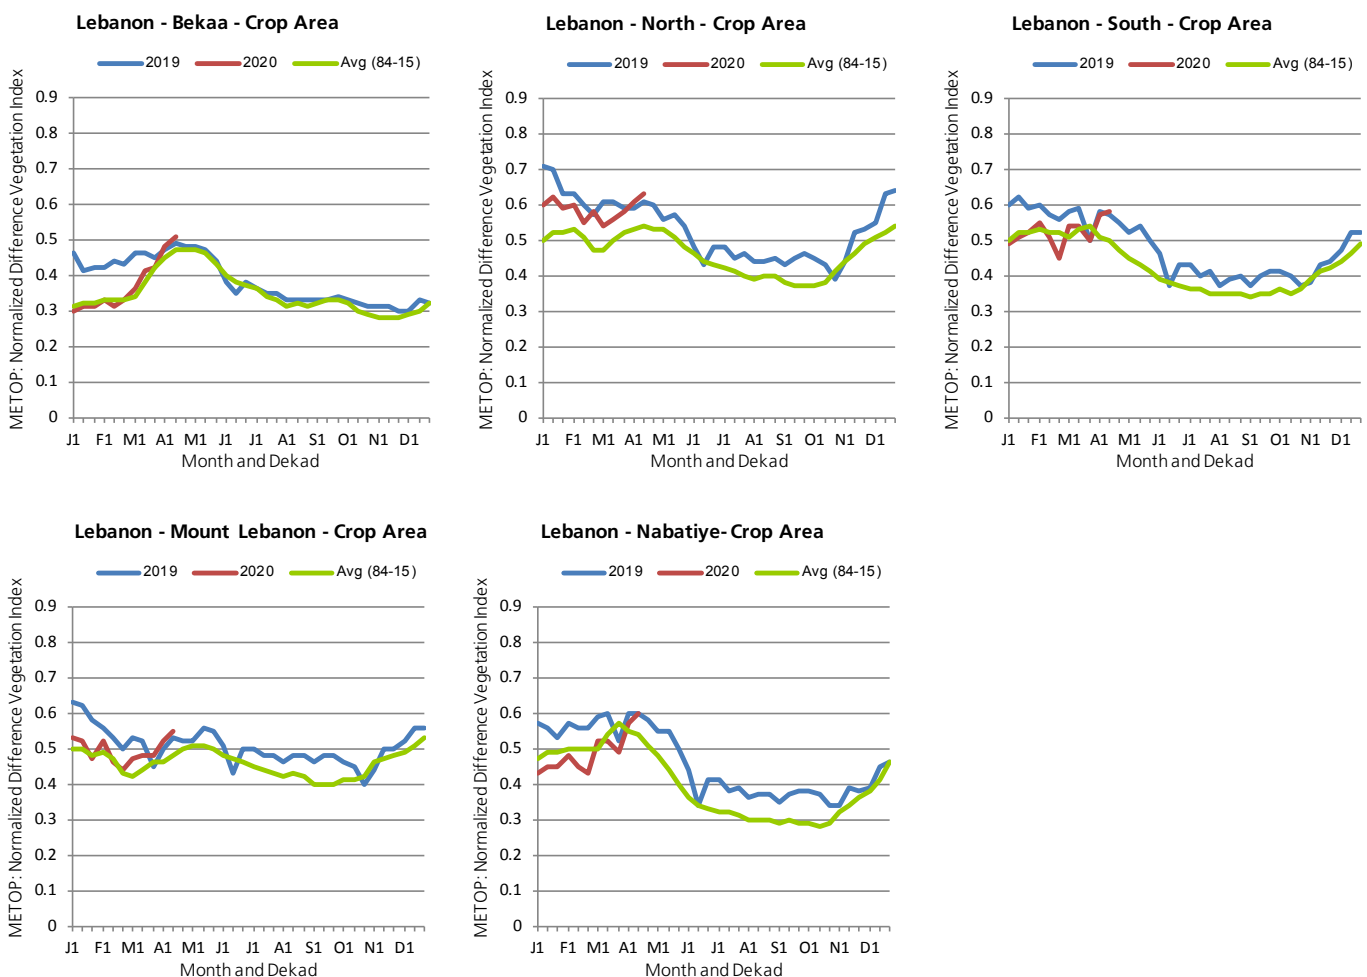 Lebanon - Bekaa - Crop Area
2019 2020 Avg (84-15)
METOP: Normalized Difference Vegetation Index
0.9
0.8
0.7
0.6
0.5
0.4
0.3
0.2
0.1
0
J1 F1 M1 A1 M1 J1 J1 A1 S1 O1 N1 D1
Month and Dekad
Lebanon - North - Crop Area
2019 2020 Avg (84-15)
METOP: Normalized Difference Vegetation Index
0.9
0.8
0.7
0.6
0.5
0.4
0.3
0.2
0.1
0
J1 F1 M1 A1 M1 J1 J1 A1 S1 O1 N1 D1
Month and Dekad
Lebanon - South - Crop Area
2019 2020 Avg (84-15)
METOP: Normalized Difference Vegetation Index
0.9
0.8
0.7
0.6
0.5
0.4
0.3
0.2
0.1
0
J1 F1 M1 A1 M1 J1 J1 A1 S1 O1 N1 D1
Month and Dekad
Lebanon - Mount Lebanon - Crop Area
2019 2020 Avg (84-15)
METOP: Normalized Difference Vegetation Index
0.9
0.8
0.7
0.6
0.5
0.4
0.3
0.2
0.1
0
J1 F1 M1 A1 M1 J1 J1 A1 S1 O1 N1 D1
Month and Dekad
Lebanon - Nabatiye- Crop Area
2019 2020 Avg (84-15)
METOP: Normalized Difference Vegetation Index
0.9
0.8
0.7
0.6
0.5
0.4
0.3
0.2
0.1
0
J1 F1 M1 A1 M1 J1 J1 A1 S1 O1 N1 D1
Month and Dekad